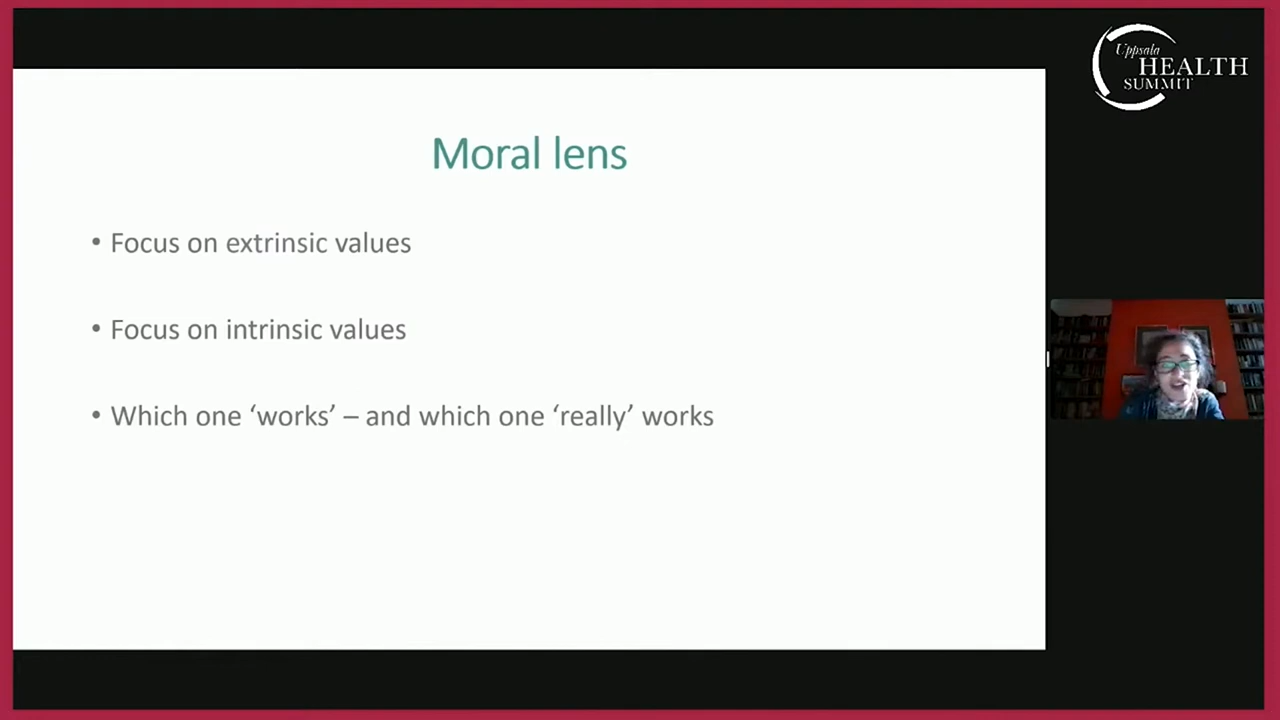 Uppsala
HEALTH
SUMMIT
Moral lens
• Focus on extrinsic values
• Focus on intrinsic values
• Which one ‘works’ – and which one ‘really’ works